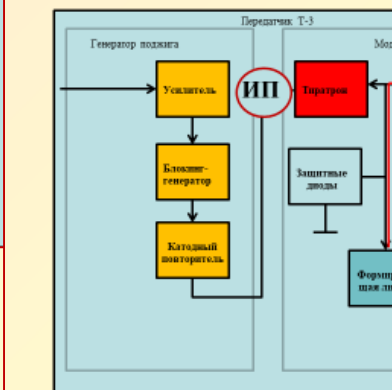 Передатчик Т-3
Генератор поджига
Усилитель
ИП
Тиратрон
Блокинг-
генератор
Защитные
диоды
Катодный
повторитель